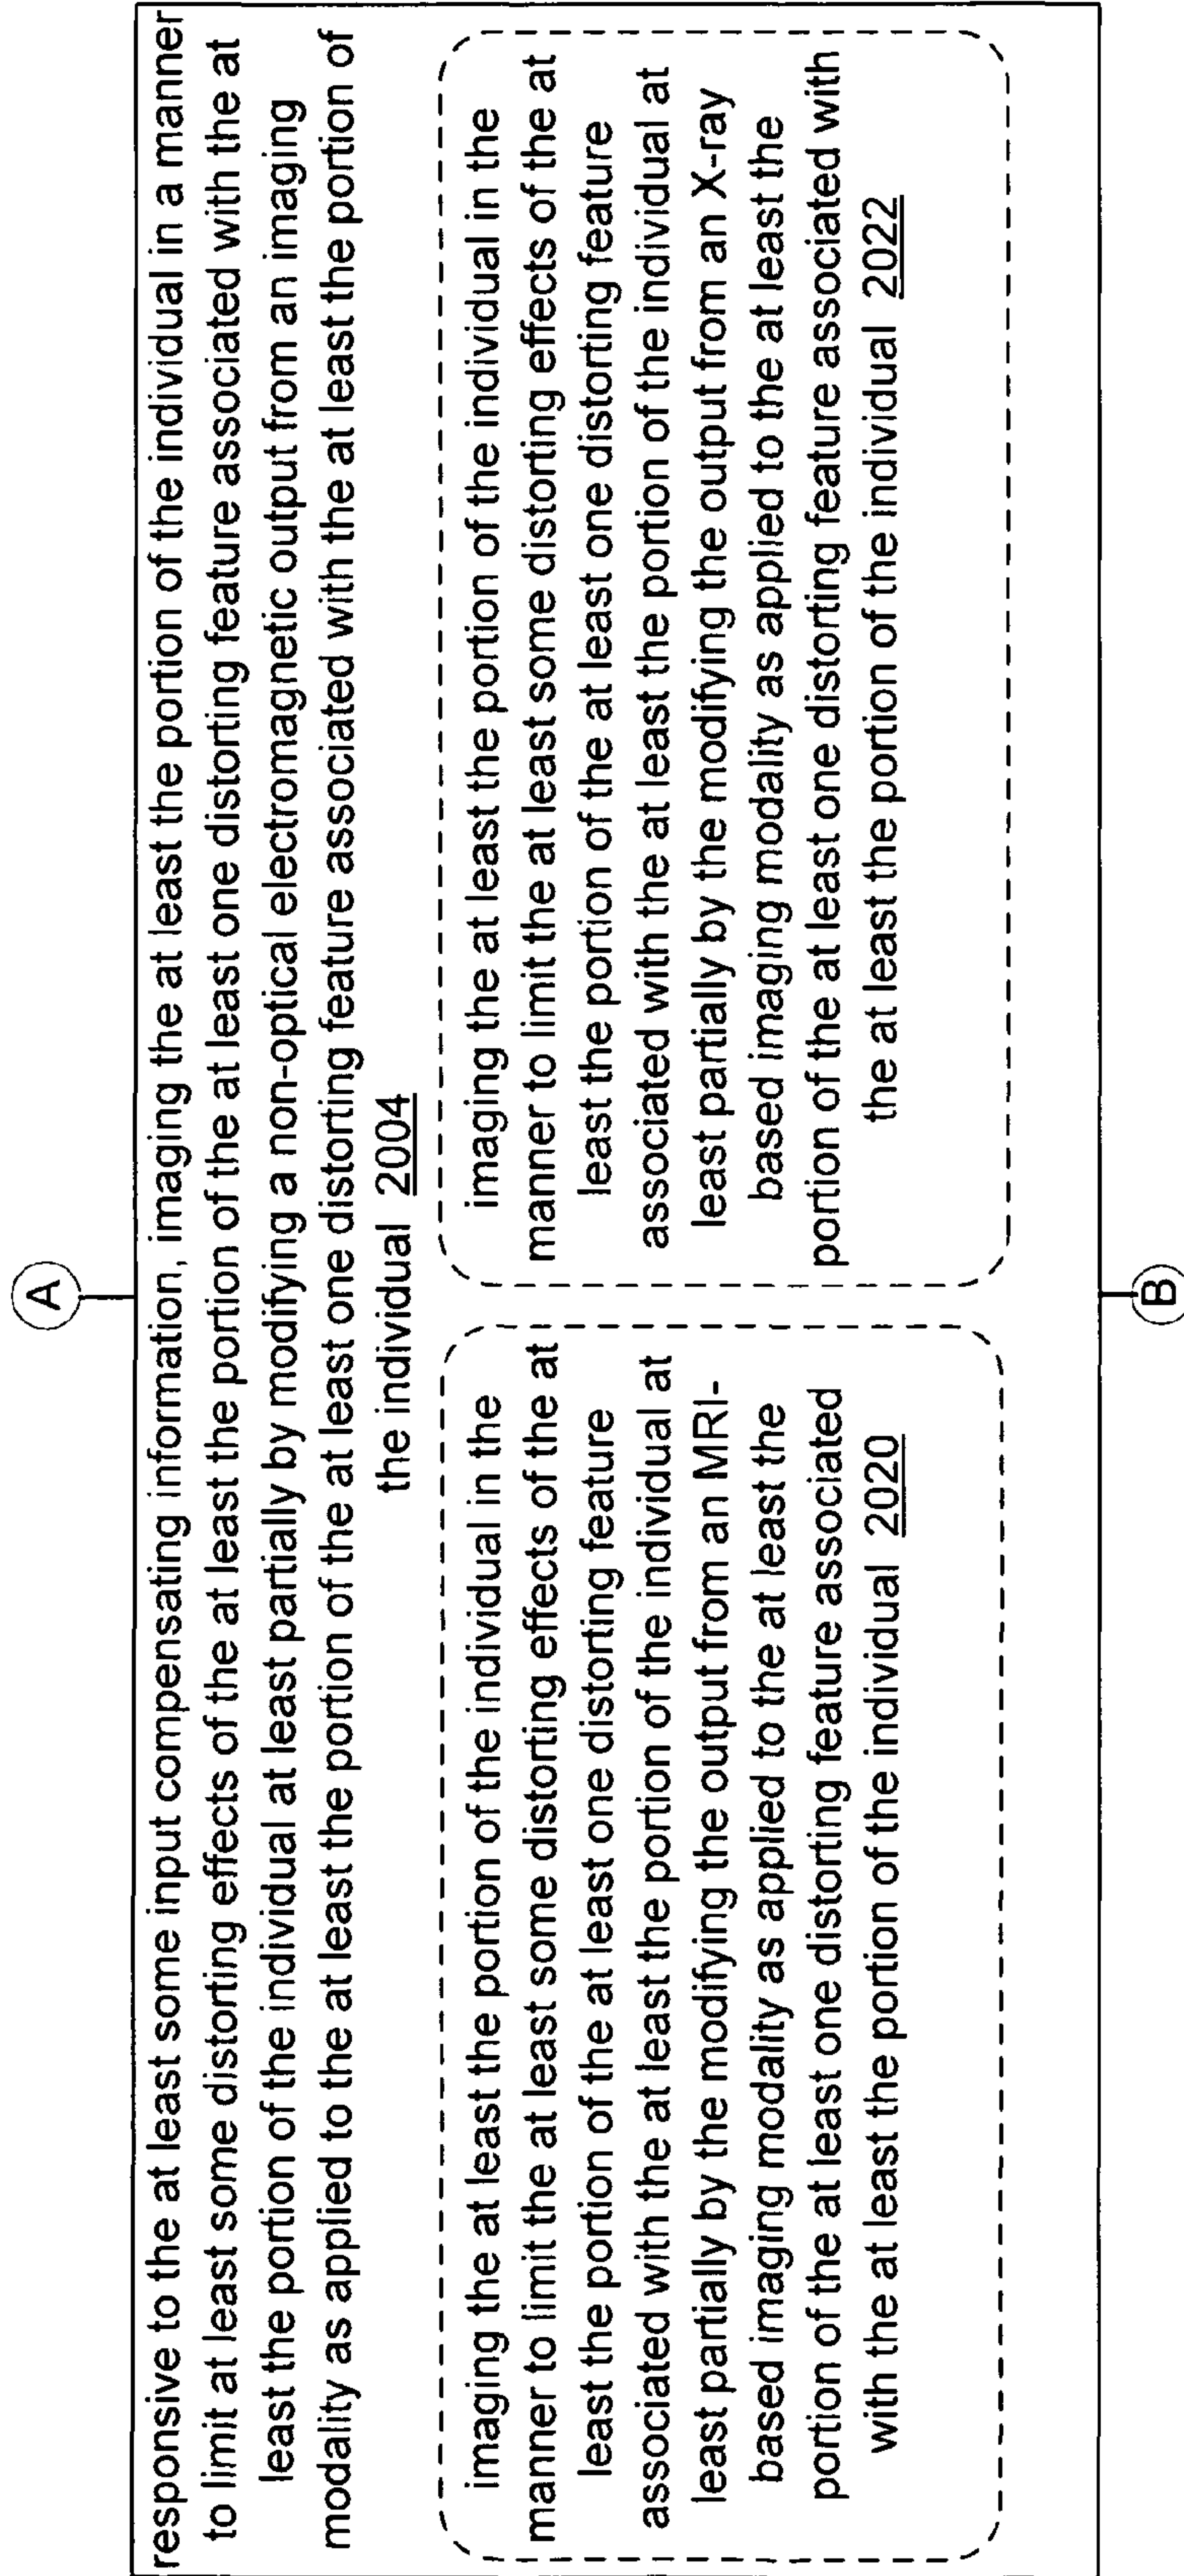 A
responsive to the at least some input compensating information, imaging the at least the portion of the individual in a manner
to limit at least some distorting effects of the at least the portion of the at least one distorting feature associated with the at
least the portion of the individual at least partially by modifying a non-optical electromagnetic output from an imaging
modality as applied to the at least the portion of the at least one distorting feature associated with the at least the portion of
the individual 2004
imaging the at least the portion of the individual in the
manner to limit the at least some distorting effects of the at
least the portion of the at least one distorting feature
associated with the at least the portion of the individual at
least partially by the modifying the output from an MRI-
based imaging modality as applied to the at least the
portion of the at least one distorting feature associated
with the at least the portion of the individual 2020
imaging the at least the portion of the individual in the
manner to limit the at least some distorting effects of the at
least the portion of the at least one distorting feature
associated with the at least the portion of the individual at
least partially by the modifying the output from an X-ray
based imaging modality as applied to the at least the
portion of the at least one distorting feature associated with
the at least the portion of the individual 2022
B